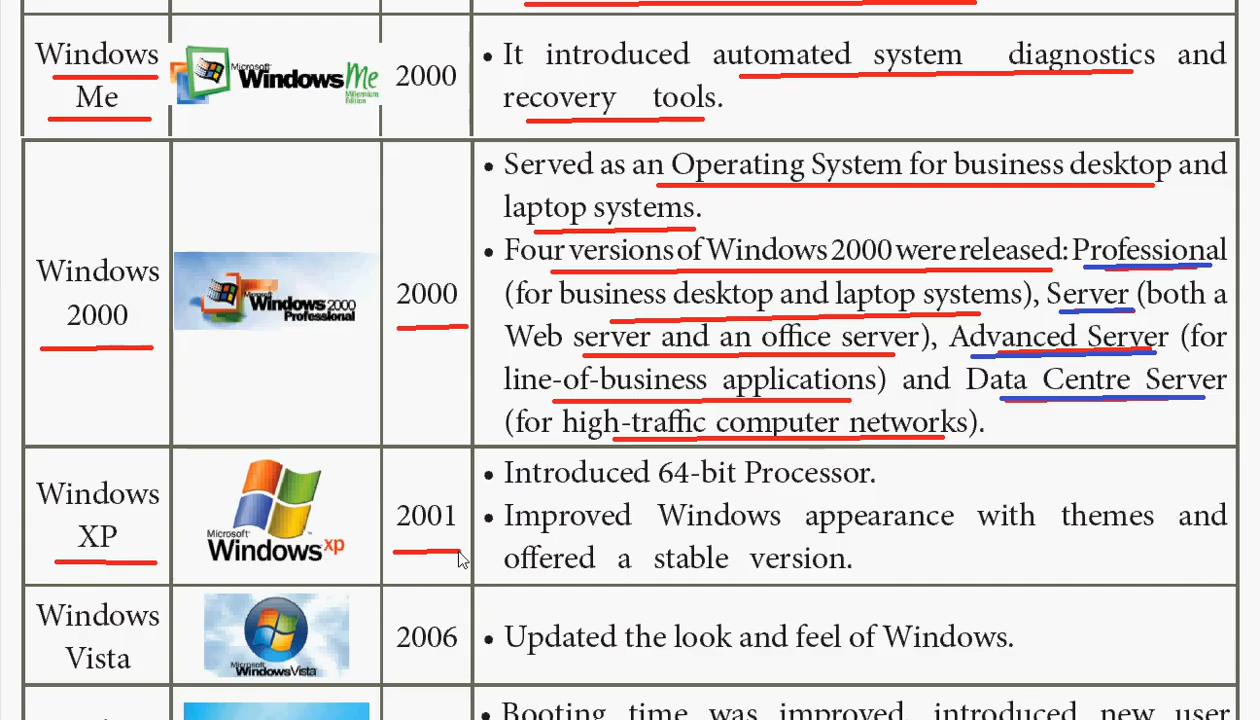 Windows
Me
Microsoft
Windows Me
Millennium
Edition
2000
• It introduced automated system diagnostics and
recovery tools.
Windows
2000
Microsoft
Windows 2000
Professional
2000
• Served as an Operating System for business desktop and
laptop systems.
• Four versions of Windows 2000 were released: Professional
(for business desktop and laptop systems), Server (both a
Web server and an office server), Advanced Server (for
line-of-business applications) and Data Centre Server
(for high-traffic computer networks).
Windows
XP
Microsoft
Windows xp
2001
• Introduced 64-bit Processor.
• Improved Windows appearance with themes and
offered a stable version.
Windows
Vista
Microsoft
Windows Vista
2006
• Updated the look and feel of Windows.
• Booting time was improved, introduced new user